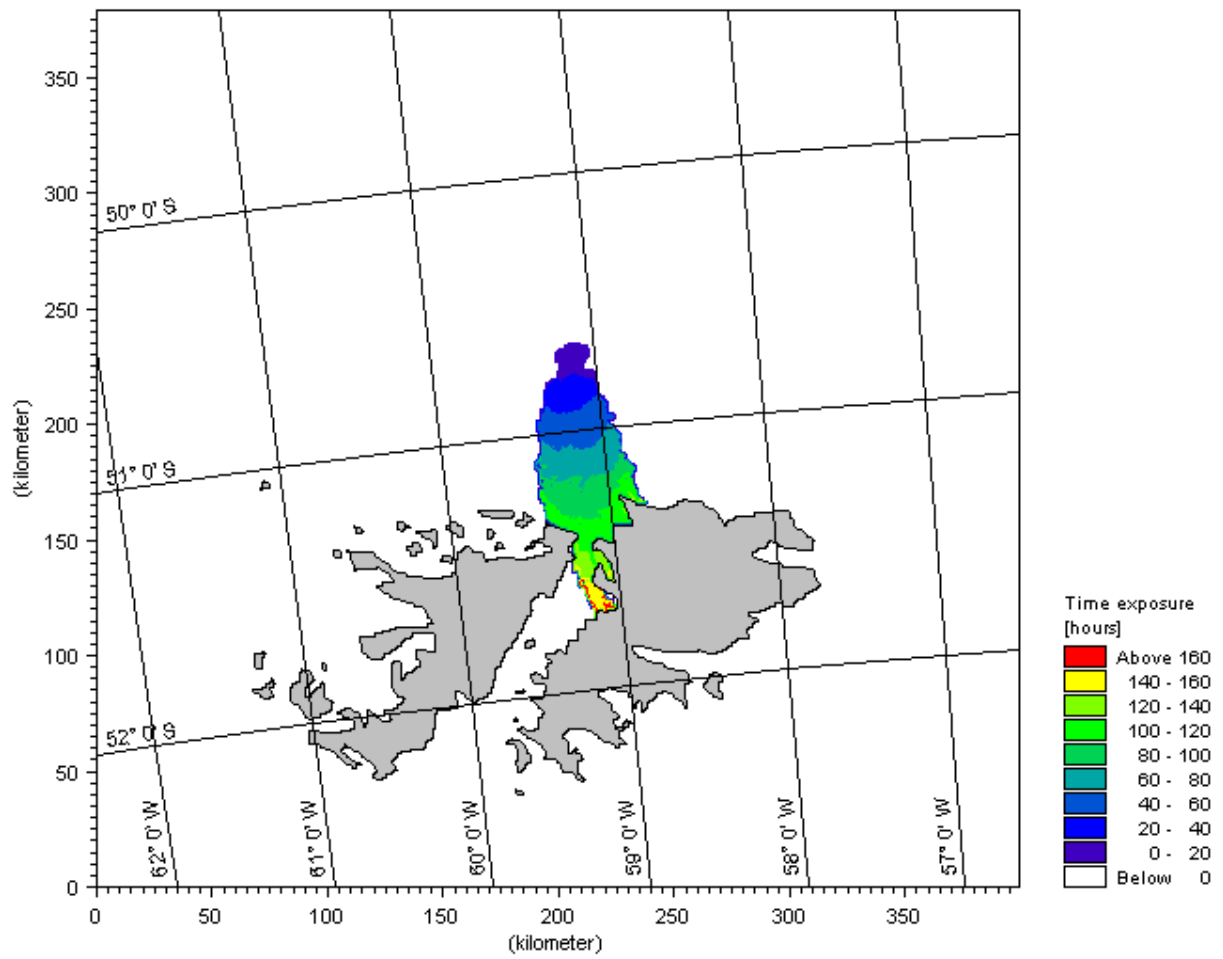 350
300
50° 0' S
250
200
(kilometer)
51° 0' S
150
100
52° 0' S
50
0
62° 0' W
61° 0' W
60° 0' W
59° 0' W
58° 0' W
57° 0' W
0 50 100 150 200 250 300 350
(kilometer)
Time exposure
[hours]
Above 160
140 - 160
120 - 140
100 - 120
80 - 100
60 - 80
40 - 60
20 - 40
0 - 20
Below 0